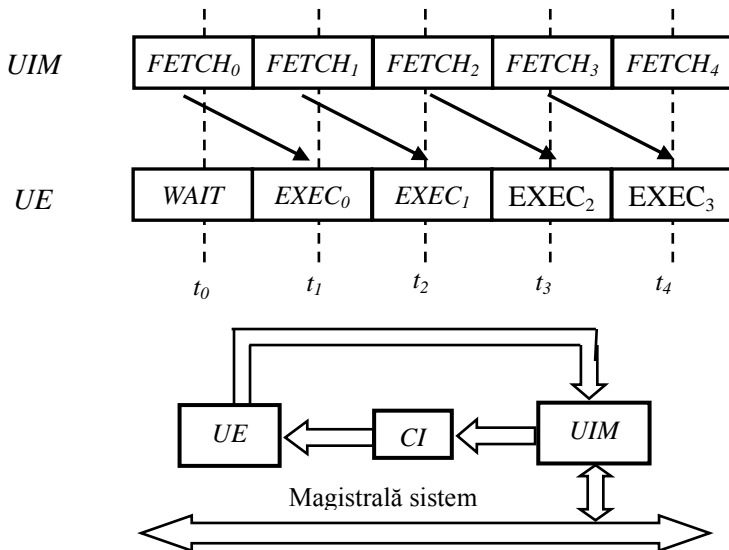 UIM FETCH₀ FETCH₁ FETCH₂ FETCH₃ FETCH₄
UE WAIT EXEC₀ EXEC₁ EXEC₂ EXEC₃
t₀ t₁ t₂ t₃ t₄
UE CI UIM
Magistrală sistem